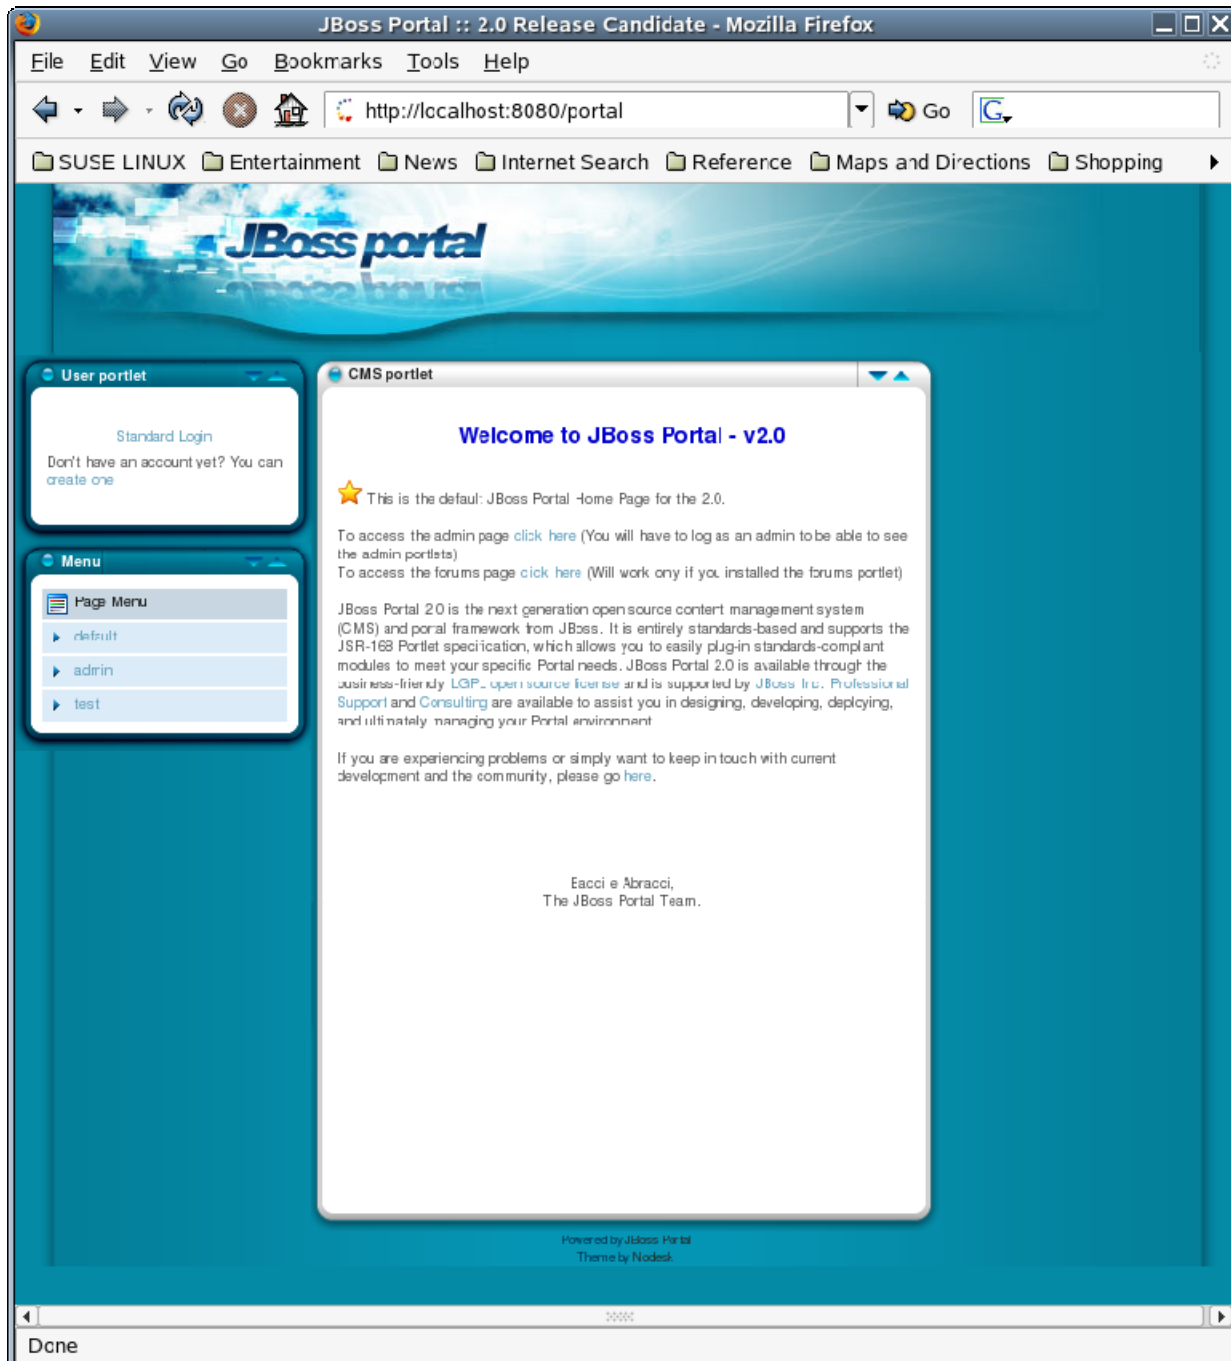 JBoss Portal :: 2.0 Release Candidate - Mozilla Firefox
File Edit View Go Bookmarks Tools Help
http://localhost:8080/portal Go G
SUSE LINUX Entertainment News Internet Search Reference Maps and Directions Shopping
JBoss portal
User portlet
Standard Login
Don't have an account yet? You can
create one
Menu
Page Menu
default
admin
test
CMS portlet
Welcome to JBoss Portal - v2.0
This is the default JBoss Portal Home Page for the 2.0.
To access the admin page click here (You will have to log as an admin to be able to see
the admin portlets)
To access the forums page click here (Will work only if you installed the forums portlet)
JBoss Portal 2.0 is the next generation open source content management system
(CMS) and portal framework from JBoss. It is entirely standards-based and supports the
JSR-168 Portlet specification, which allows you to easily plug-in standards-compliant
modules to meet your specific Portal needs. JBoss Portal 2.0 is available through the
business-friendly LGPL open source license and is supported by JBoss Inc. Professional
Support and Consulting are available to assist you in designing, developing, deploying,
and ultimately managing your Portal environment.
If you are experiencing problems or simply want to keep in touch with current
development and the community, please go here.
Bacci e Abracci,
The JBoss Portal Team.
Powered by JBoss Portal
Theme by Nodesk
Done